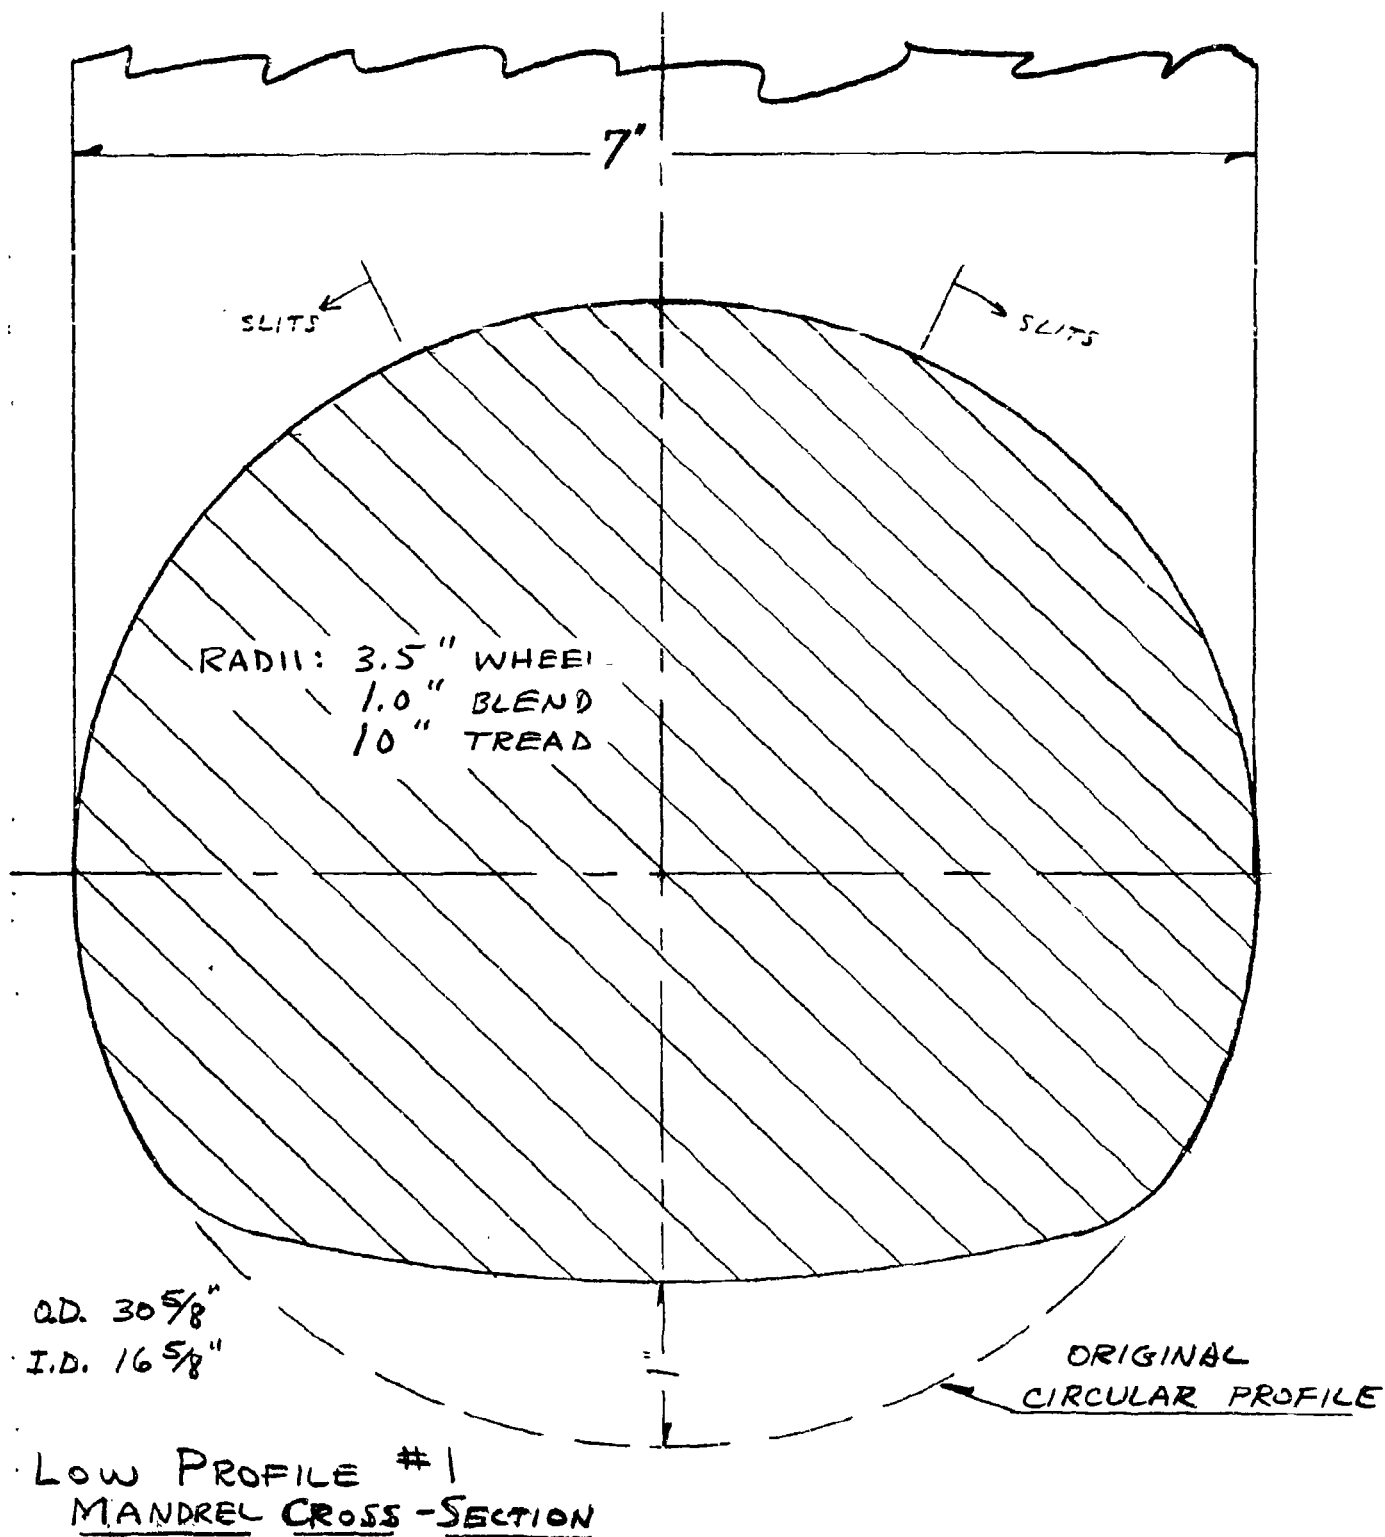 7"
SLITS
SLITS
RADII: 3.5" WHEEL
1.0" BLEND
10" TREAD
O.D. 30 5/8"
I.D. 16 5/8"
1"
ORIGINAL
CIRCULAR PROFILE
LOW PROFILE #1
MANDREL CROSS-SECTION